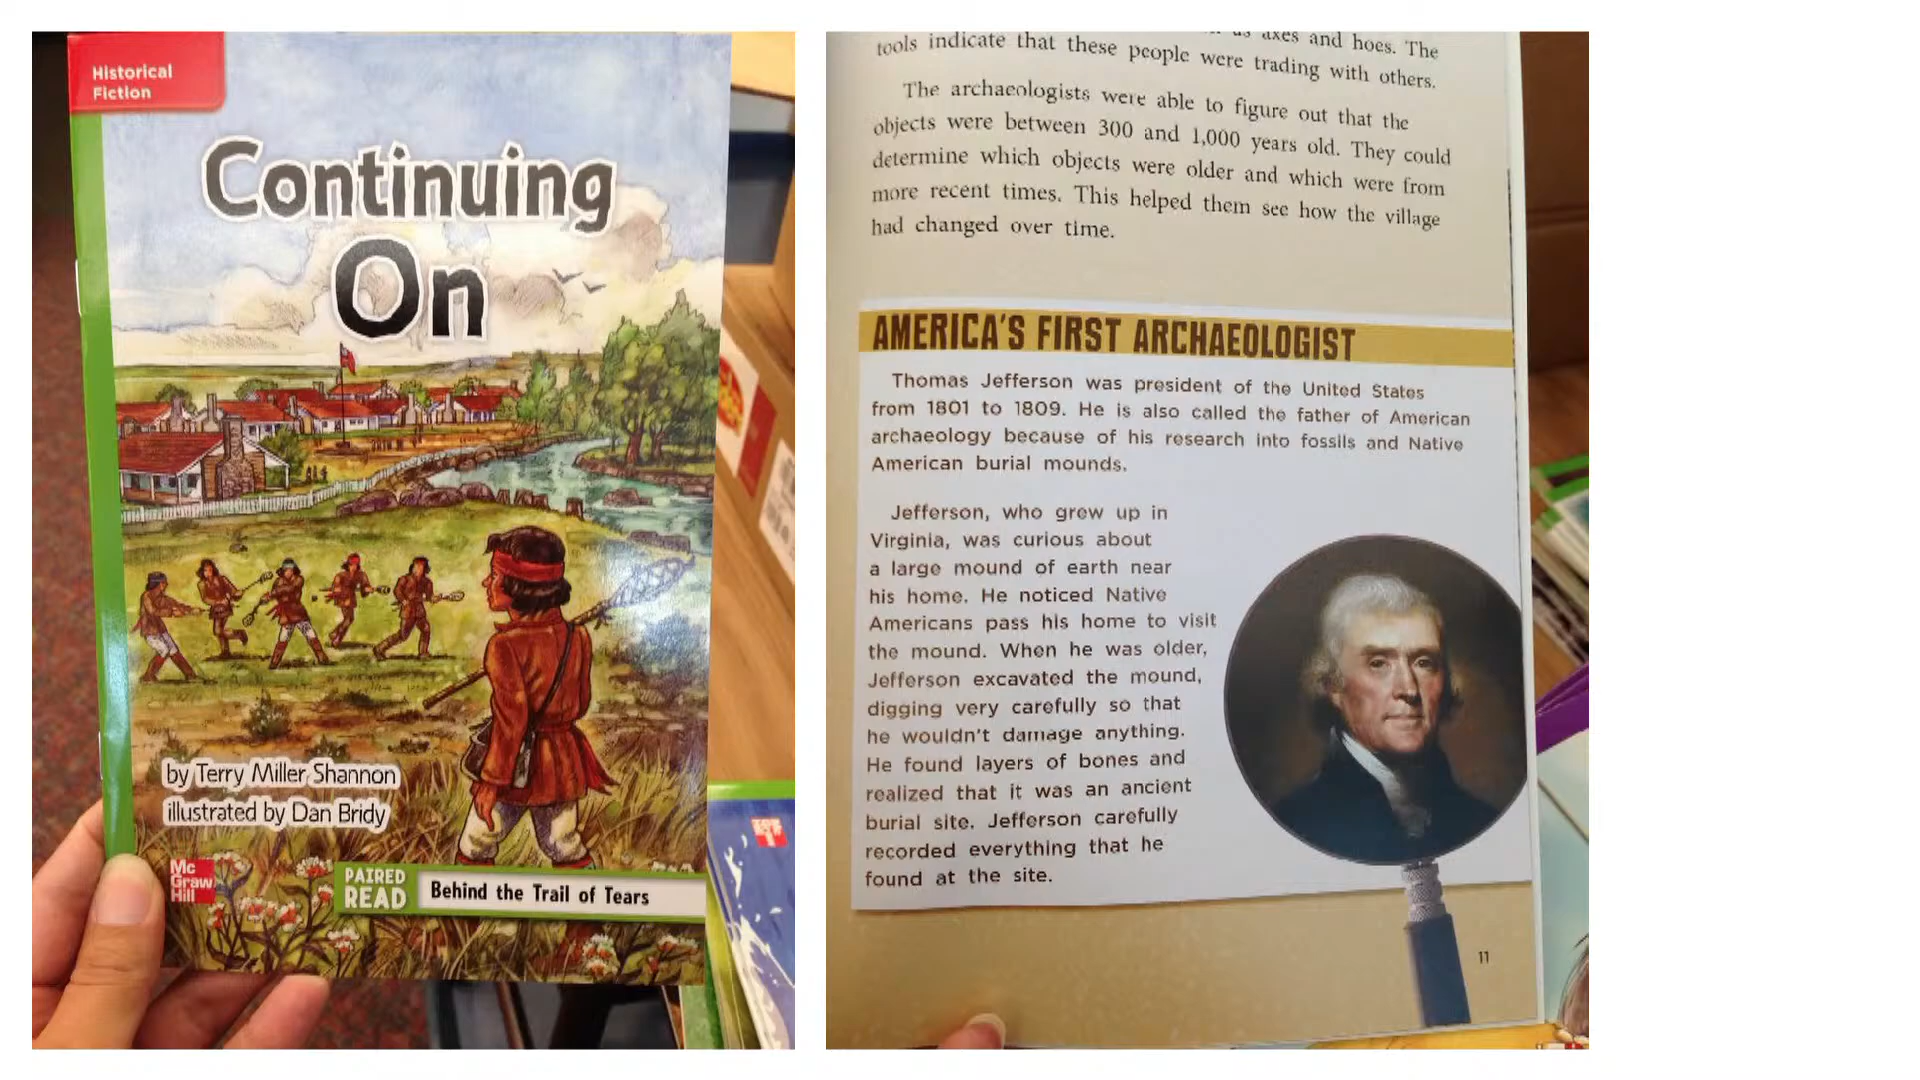 Historical
Fiction
Continuing
On
by Terry Miller Shannon
illustrated by Dan Bridy
Mc
Graw
Hill
PAIRED
READ
Behind the Trail of Tears
as axes and hoes. The
tools indicate that these people were trading with others.
The archaeologists were able to figure out that the
objects were between 300 and 1,000 years old. They could
determine which objects were older and which were from
more recent times. This helped them see how the village
had changed over time.
AMERICA'S FIRST ARCHAEOLOGIST
Thomas Jefferson was president of the United States
from 1801 to 1809. He is also called the father of American
archaeology because of his research into fossils and Native
American burial mounds.
Jefferson, who grew up in
Virginia, was curious about
a large mound of earth near
his home. He noticed Native
Americans pass his home to visit
the mound. When he was older,
Jefferson excavated the mound,
digging very carefully so that
he wouldn't damage anything.
He found layers of bones and
realized that it was an ancient
burial site. Jefferson carefully
recorded everything that he
found at the site.
11